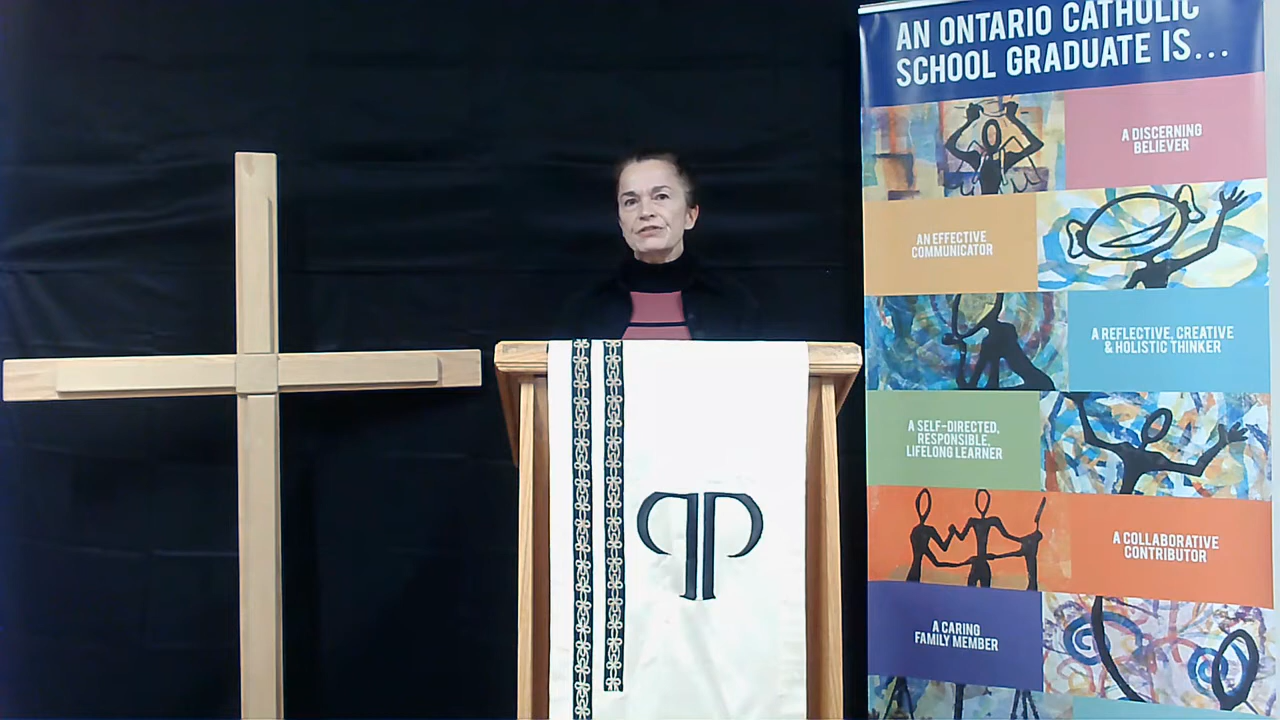 AN ONTARIO CATHOLIC
SCHOOL GRADUATE IS...
A DISCERNING
BELIEVER
AN EFFECTIVE
COMMUNICATOR
A REFLECTIVE, CREATIVE
& HOLISTIC THINKER
A SELF-DIRECTED,
RESPONSIBLE,
LIFELONG LEARNER
A COLLABORATIVE
CONTRIBUTOR
A CARING
FAMILY MEMBER